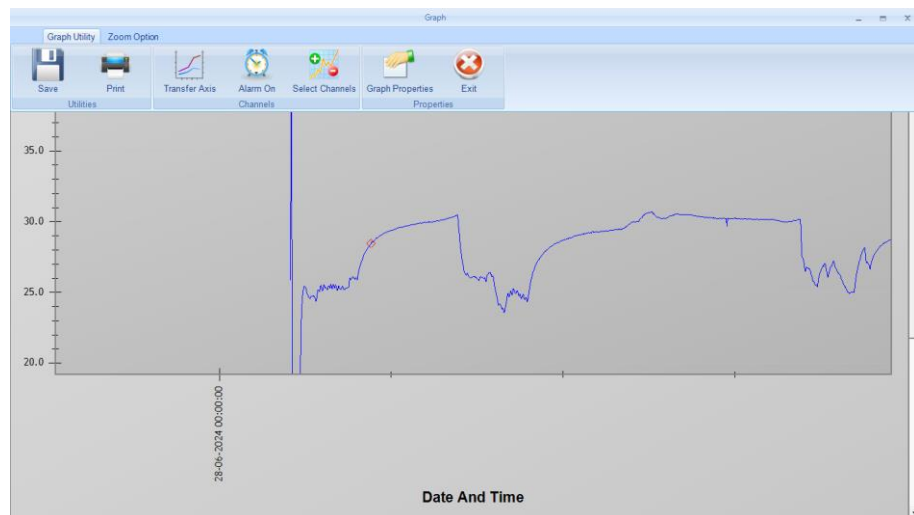 Graph
Graph Utility Zoom Option
Save Print Transfer Axis Alarm On Select Channels Graph Properties Exit
Utilities Channels Properties
35.0
30.0
25.0
20.0
28-06-2024 00:00:00
Date And Time